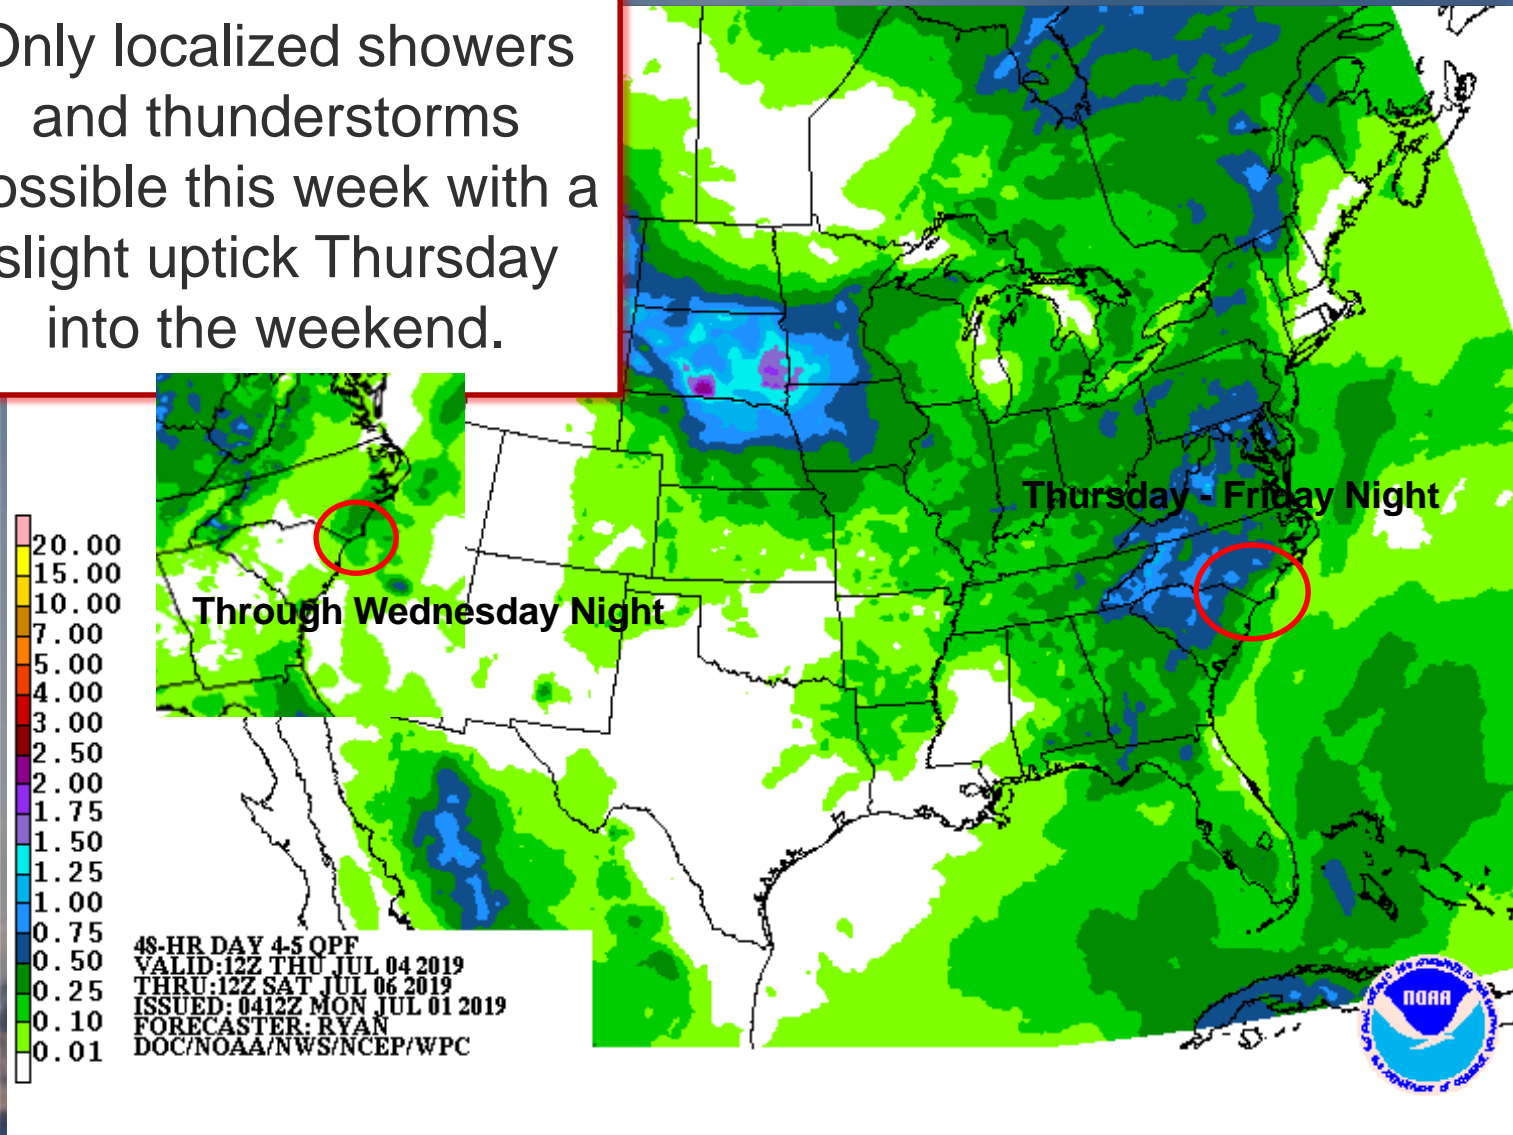 Only localized showers
and thunderstorms
ossible this week with a
slight uptick Thursday
into the weekend.
Thursday - Friday Night
Through Wednesday Night
20.00
15.00
10.00
7.00
5.00
4.00
3.00
2.50
2.00
1.75
1.50
1.25
1.00
0.75
0.50
0.25
0.10
0.01
48-HR DAY 4-5 QPF
VALID:12Z THU JUL 04 2019
THRU:12Z SAT JUL 06 2019
ISSUED: 0412Z MON JUL 01 2019
FORECASTER: RYAN
DOC/NOAA/NWS/NCEP/WPC
NOAA